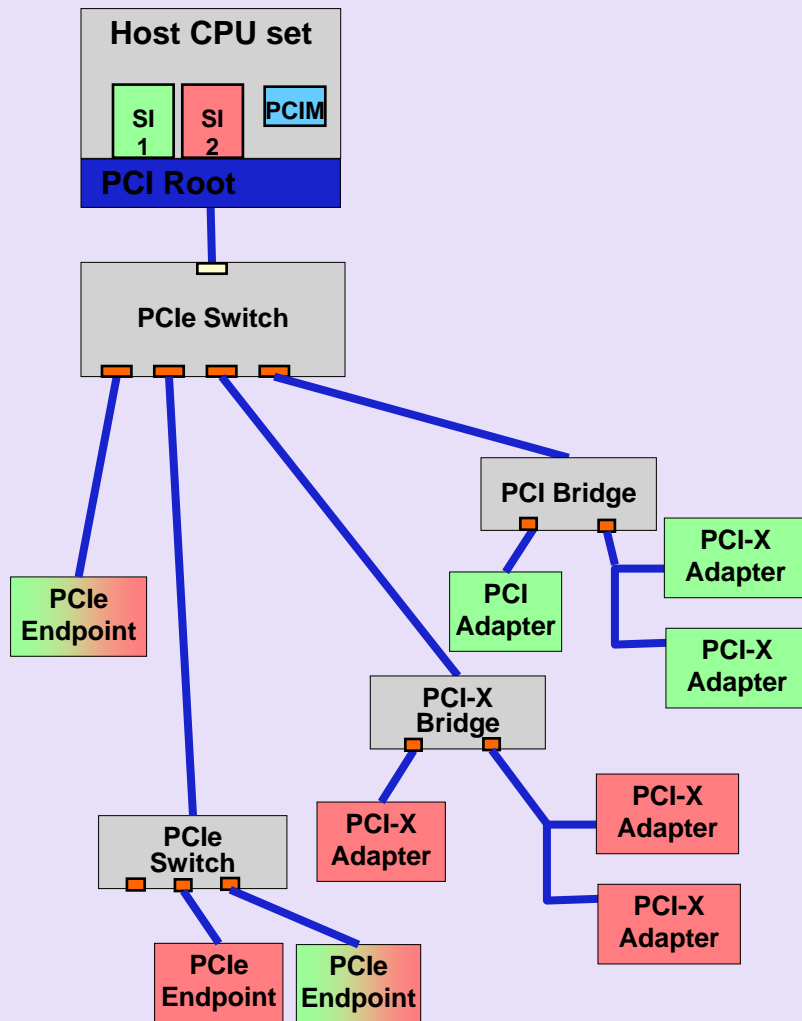 Host CPU set
SI
1
SI
2
PCIM
PCI Root
PCIe Switch
PCI Bridge
PCI-X
Adapter
PCI
Adapter
PCIe
Endpoint
PCI-X
Adapter
PCI-X
Bridge
PCI-X
Adapter
PCI-X
Adapter
PCIe
Switch
PCI-X
Adapter
PCIe
Endpoint
PCIe
Endpoint